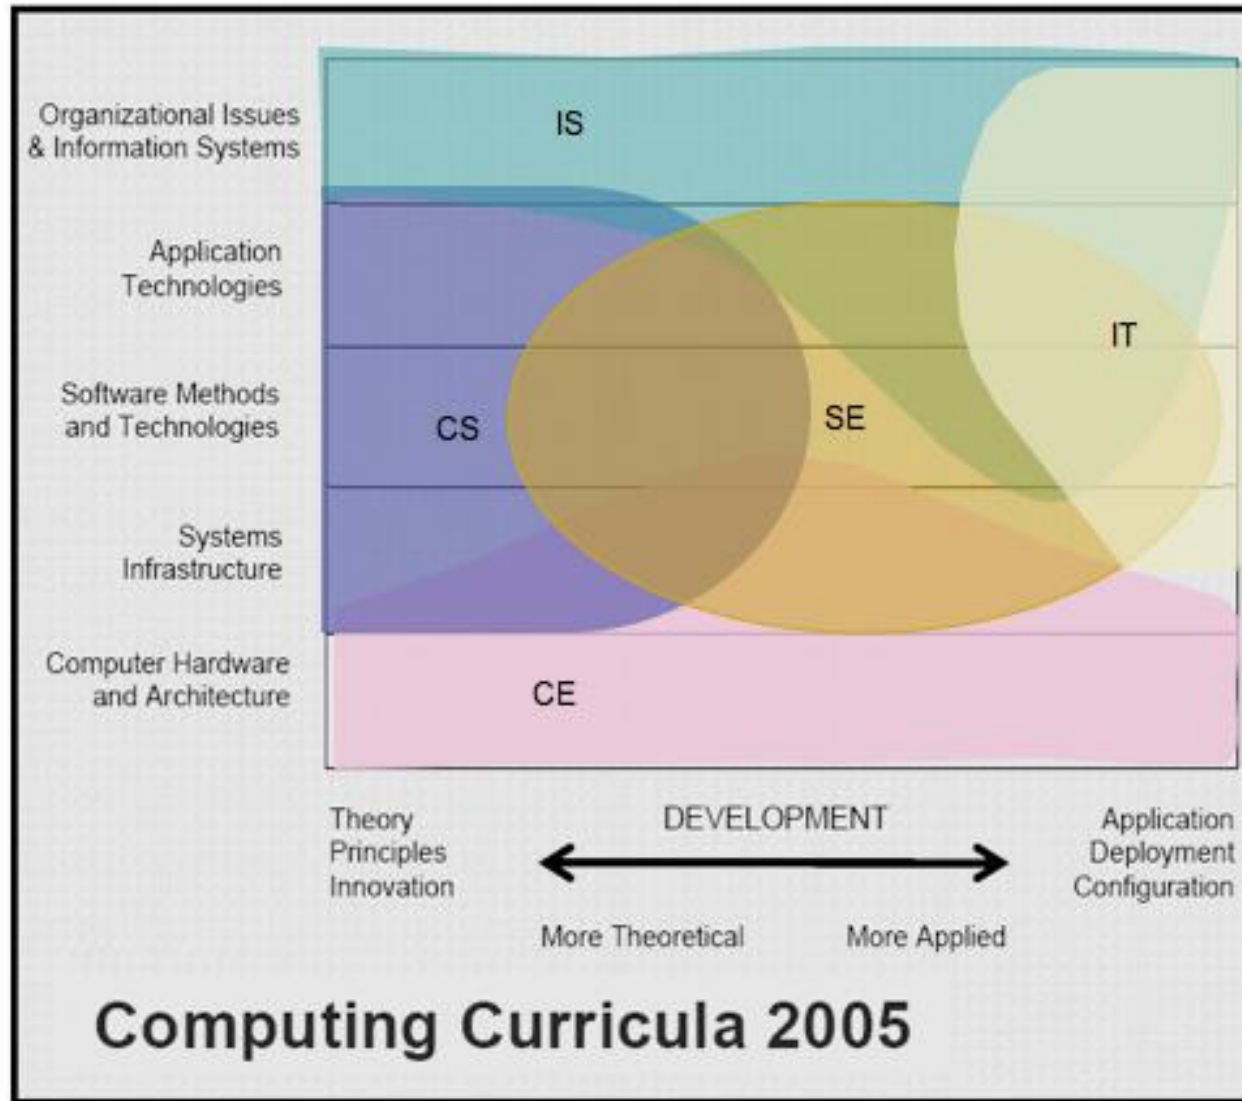 Organizational Issues
& Information Systems
IS
Application
Technologies
IT
Software Methods
and Technologies
CS
SE
Systems
Infrastructure
Computer Hardware
and Architecture
CE
Theory
Principles
Innovation
DEVELOPMENT
Application
Deployment
Configuration
More Theoretical
More Applied
Computing Curricula 2005